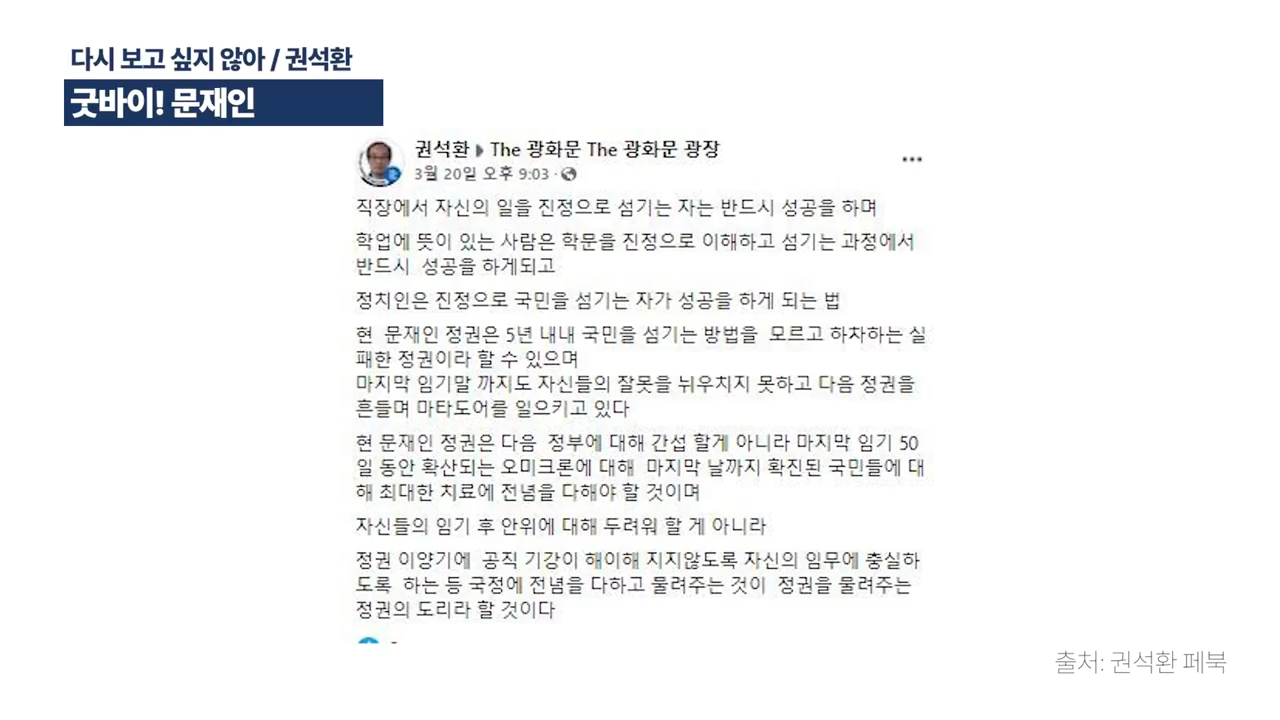 다시 보고 싶지 않아 / 권석환
굿바이! 문재인
권석환 ▸ The 광화문 The 광화문 광장
3월 20일 오후 9:03 ·
직장에서 자신의 일을 진정으로 섬기는 자는 반드시 성공을 하며
학업에 뜻이 있는 사람은 학문을 진정으로 이해하고 섬기는 과정에서
반드시 성공을 하게되고
정치인은 진정으로 국민을 섬기는 자가 성공을 하게 되는 법
현 문재인 정권은 5년 내내 국민을 섬기는 방법을 모르고 하차하는 실
패한 정권이라 할 수 있으며
마지막 임기말 까지도 자신들의 잘못을 뉘우치지 못하고 다음 정권을
흔들며 마타도어를 일으키고 있다
현 문재인 정권은 다음 정부에 대해 간섭 할게 아니라 마지막 임기 50
일 동안 확산되는 오미크론에 대해 마지막 날까지 확진된 국민들에 대
해 최대한 치료에 전념을 다해야 할 것이며
자신들의 임기 후 안위에 대해 두려워 할 게 아니라
정권 이양기에 공직 기강이 해이해 지지않도록 자신의 임무에 충실하
도록 하는 등 국정에 전념을 다하고 물려주는 것이 정권을 물려주는
정권의 도리라 할 것이다
출처: 권석환 페북